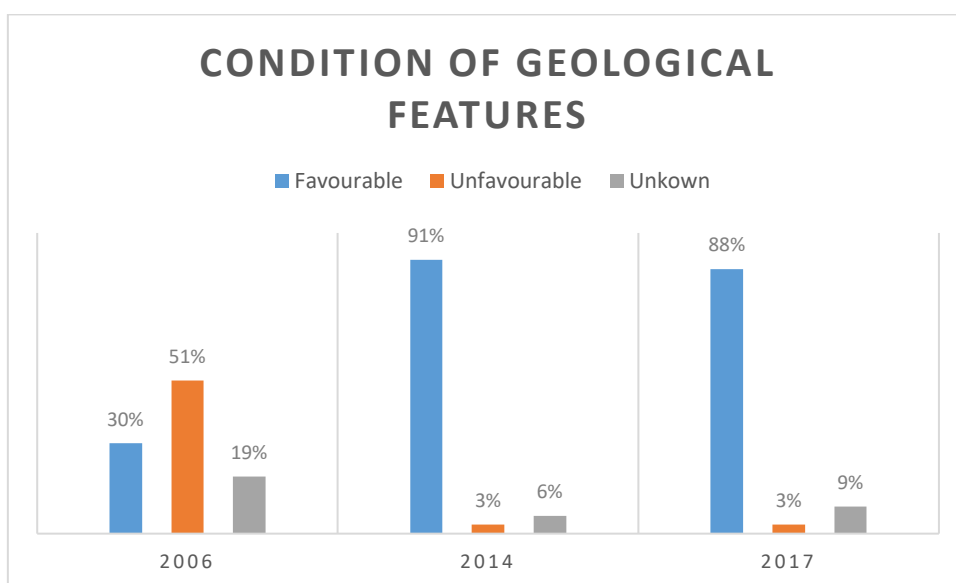 CONDITION OF GEOLOGICAL
FEATURES
Favourable Unfavourable Unkown
30%
51%
19%
91%
3%
6%
88%
3%
9%
2006 2014 2017